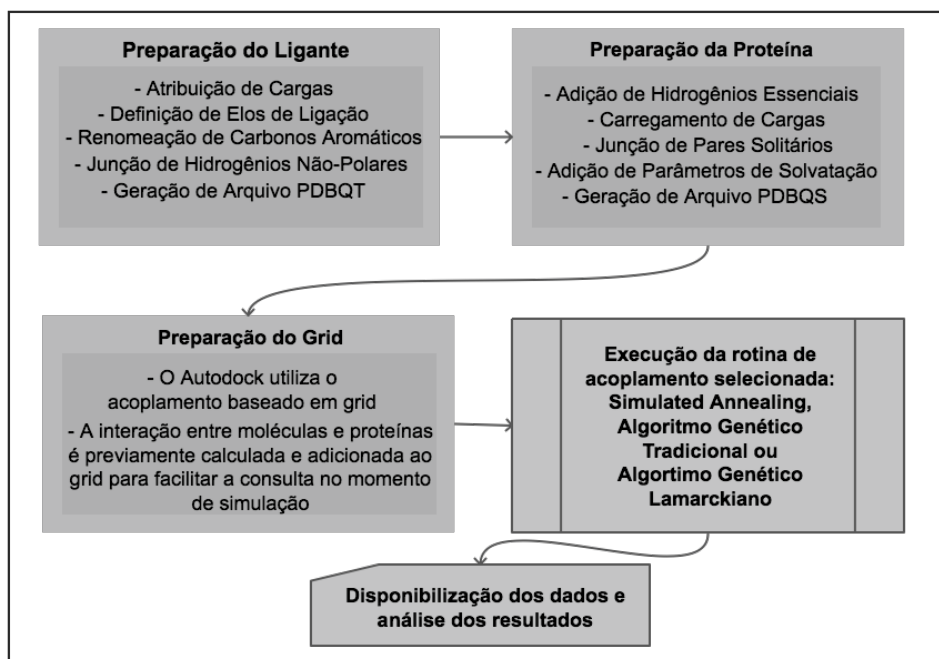 Preparação do Ligante
- Atribuição de Cargas
- Definição de Elos de Ligação
- Renomeação de Carbonos Aromáticos
- Junção de Hidrogênios Não-Polares
- Geração de Arquivo PDBQT
Preparação da Proteína
- Adição de Hidrogênios Essenciais
- Carregamento de Cargas
- Junção de Pares Solitários
- Adição de Parâmetros de Solvatação
- Geração de Arquivo PDBQS
Preparação do Grid
- O Autodock utiliza o
acoplamento baseado em grid
- A interação entre moléculas e proteínas
é previamente calculada e adicionada ao
grid para facilitar a consulta no momento
de simulação
Execução da rotina de
acoplamento selecionada:
Simulated Annealing,
Algoritmo Genético
Tradicional ou
Algortimo Genético
Lamarckiano
Disponibilização dos dados e
análise dos resultados